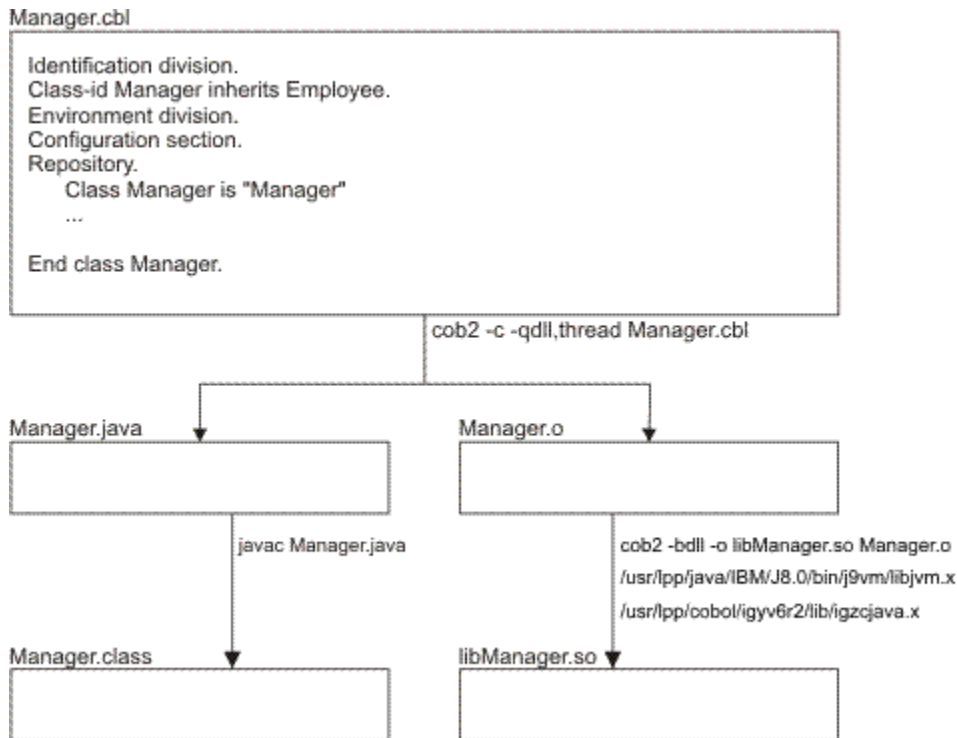 Manager.cbl
Identification division.
Class-id Manager inherits Employee.
Environment division.
Configuration section.
Repository.
Class Manager is "Manager"
...
End class Manager.
cob2 -c -qdll,thread Manager.cbl
Manager.java
Manager.o
javac Manager.java
cob2 -bdll -o libManager.so Manager.o
/usr/lpp/java/IBM/J8.0/bin/j9vm/libjvm.x
/usr/lpp/cobol/igyv6r2/lib/igzcjava.x
Manager.class
libManager.so